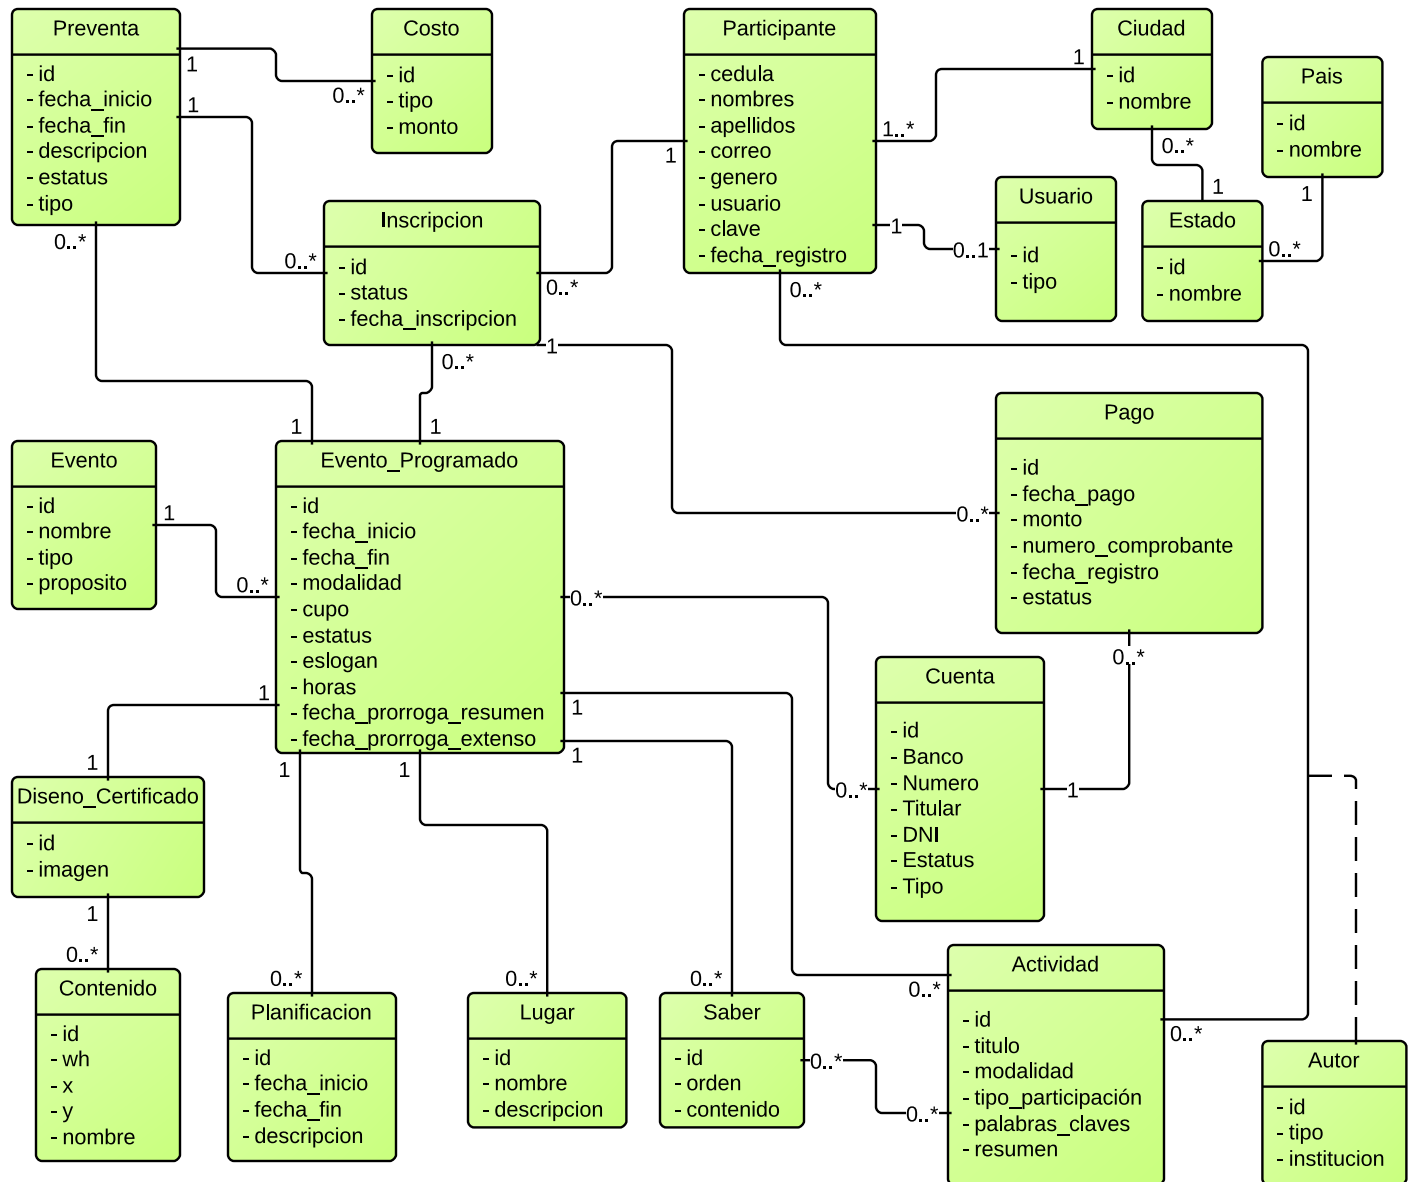 Preventa
- id
- fecha_inicio
- fecha_fin
- descripcion
- estatus
- tipo
1
1
0..*
Costo
- id
- tipo
- monto
0..*
Participante
- cedula
- nombres
- apellidos
- correo
- genero
- usuario
- clave
- fecha_registro
1
1..*
1
0..*
Ciudad
- id
- nombre
1
0..*
Pais
- id
- nombre
1
Usuario
- id
- tipo
0..1
Estado
- id
- nombre
1
0..*
Inscripcion
- id
- status
- fecha_inscripcion
0..*
0..*
0..*
1
Evento
- id
- nombre
- tipo
- proposito
1
Evento_Programado
- id
- fecha_inicio
- fecha_fin
- modalidad
- cupo
- estatus
- eslogan
- horas
- fecha_prorroga_resumen
- fecha_prorroga_extenso
1
1
0..*
0..*
1
1
1
1
1
Pago
- id
- fecha_pago
- monto
- numero_comprobante
- fecha_registro
- estatus
0..*
0..*
Cuenta
- id
- Banco
- Numero
- Titular
- DNI
- Estatus
- Tipo
0..*
1
Diseno_Certificado
- id
- imagen
1
1
Contenido
- id
- wh
- x
- y
- nombre
0..*
Planificacion
- id
- fecha_inicio
- fecha_fin
- descripcion
0..*
Lugar
- id
- nombre
- descripcion
0..*
Saber
- id
- orden
- contenido
0..*
0..*
Actividad
- id
- titulo
- modalidad
- tipo_participación
- palabras_claves
- resumen
0..*
0..*
0..*
Autor
- id
- tipo
- institucion